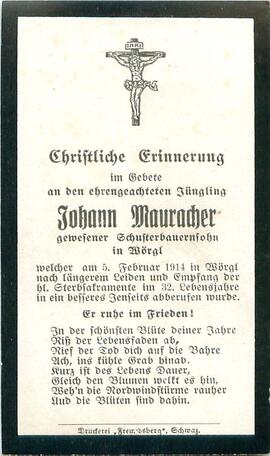 INRI
Christliche Erinnerung
im Gebete
an den ehrengeachteten Jüngling
Johann Mauracher
gewesener Schusterbauernsohn
in Wörgl
welcher am 5. Februar 1914 in Wörgl
nach längerem Leiden und Empfang der
hl. Sterbsakramente im 32. Lebensjahre
in ein besseres Jenseits abberufen wurde.
Er ruhe im Frieden!
In der schönsten Blüte deiner Jahre
Riß der Lebensfaden ab,
Rief der Tod dich auf die Bahre
Ach, ins kühle Grab hinab.
Kurz ist des Lebens Dauer,
Gleich den Blumen welkt es hin,
Weh'n die Nordwindstürme rauher
Und die Blüten sind dahin.
Druckerei „Freundsberg“, Schwaz.